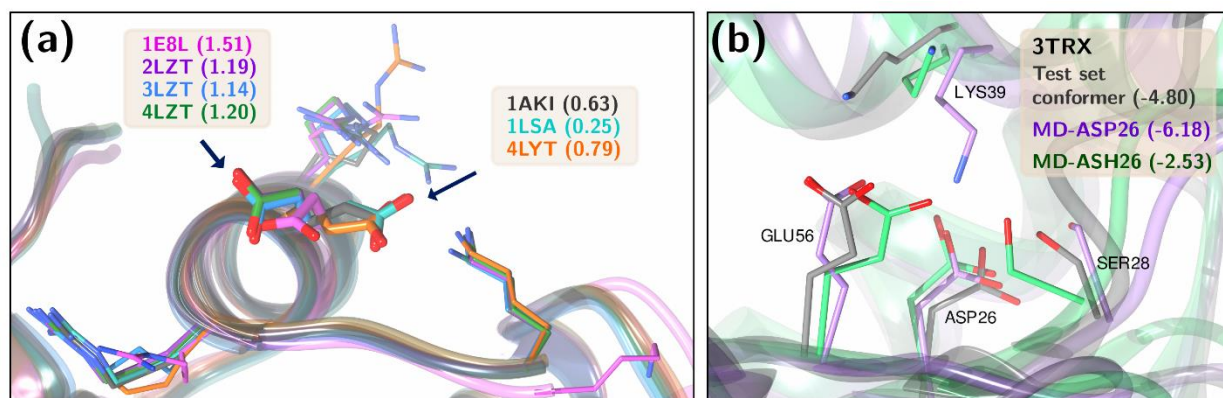 (a)
1E8L (1.51)
2LZT (1.19)
3LZT (1.14)
4LZT (1.20)
1AKI (0.63)
1LSA (0.25)
4LYT (0.79)
(b)
3TRX
Test set
conformer (-4.80)
MD-ASP26 (-6.18)
MD-ASH26 (-2.53)
LYS39
GLU56
SER28
ASP26